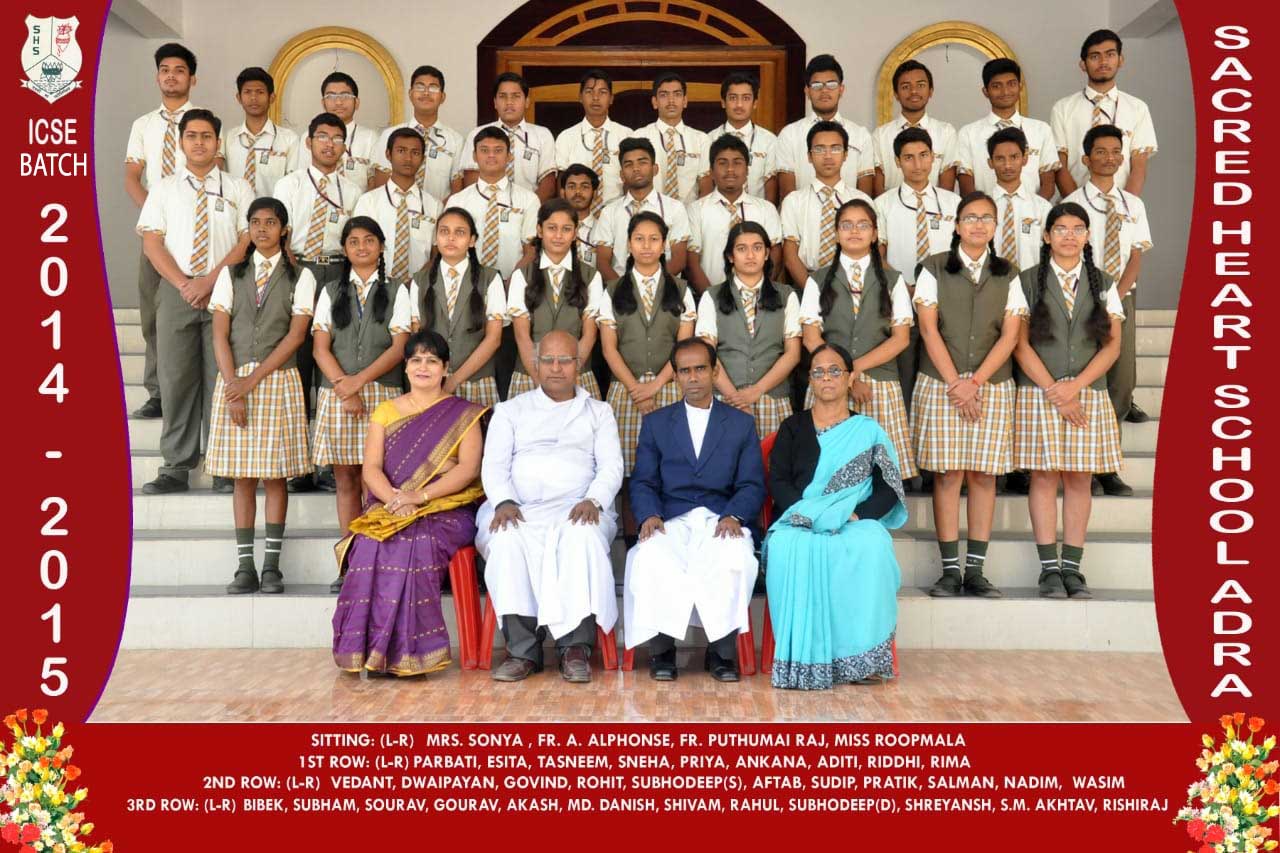 SHS
ICSE
BATCH
2014 - 2015
SACRED HEART SCHOOL ADRA
SITTING: (L-R) MRS. SONYA , FR. A. ALPHONSE, FR. PUTHUMAI RAJ, MISS ROOPMALA
1ST ROW: (L-R) PARBATI, ESITA, TASNEEM, SNEHA, PRIYA, ANKANA, ADITI, RIDDHI, RIMA
2ND ROW: (L-R) VEDANT, DWAIPAYAN, GOVIND, ROHIT, SUBHODEEP(S), AFTAB, SUDIP, PRATIK, SALMAN, NADIM, WASIM
3RD ROW: (L-R) BIBEK, SUBHAM, SOURAV, GOURAV, AKASH, MD. DANISH, SHIVAM, RAHUL, SUBHODEEP(D), SHREYANSH, S.M. AKHTAV, RISHIRAJ